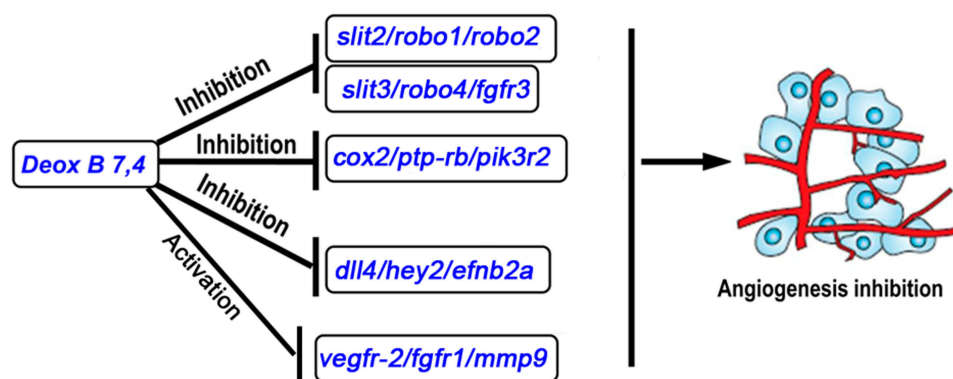 Deox B 7,4
Inhibition
slit2/robo1/robo2
slit3/robo4/fgfr3
Inhibition
cox2/ptp-rb/pik3r2
Inhibition
dll4/hey2/efnb2a
Activation
vegfr-2/fgfr1/mmp9
Angiogenesis inhibition